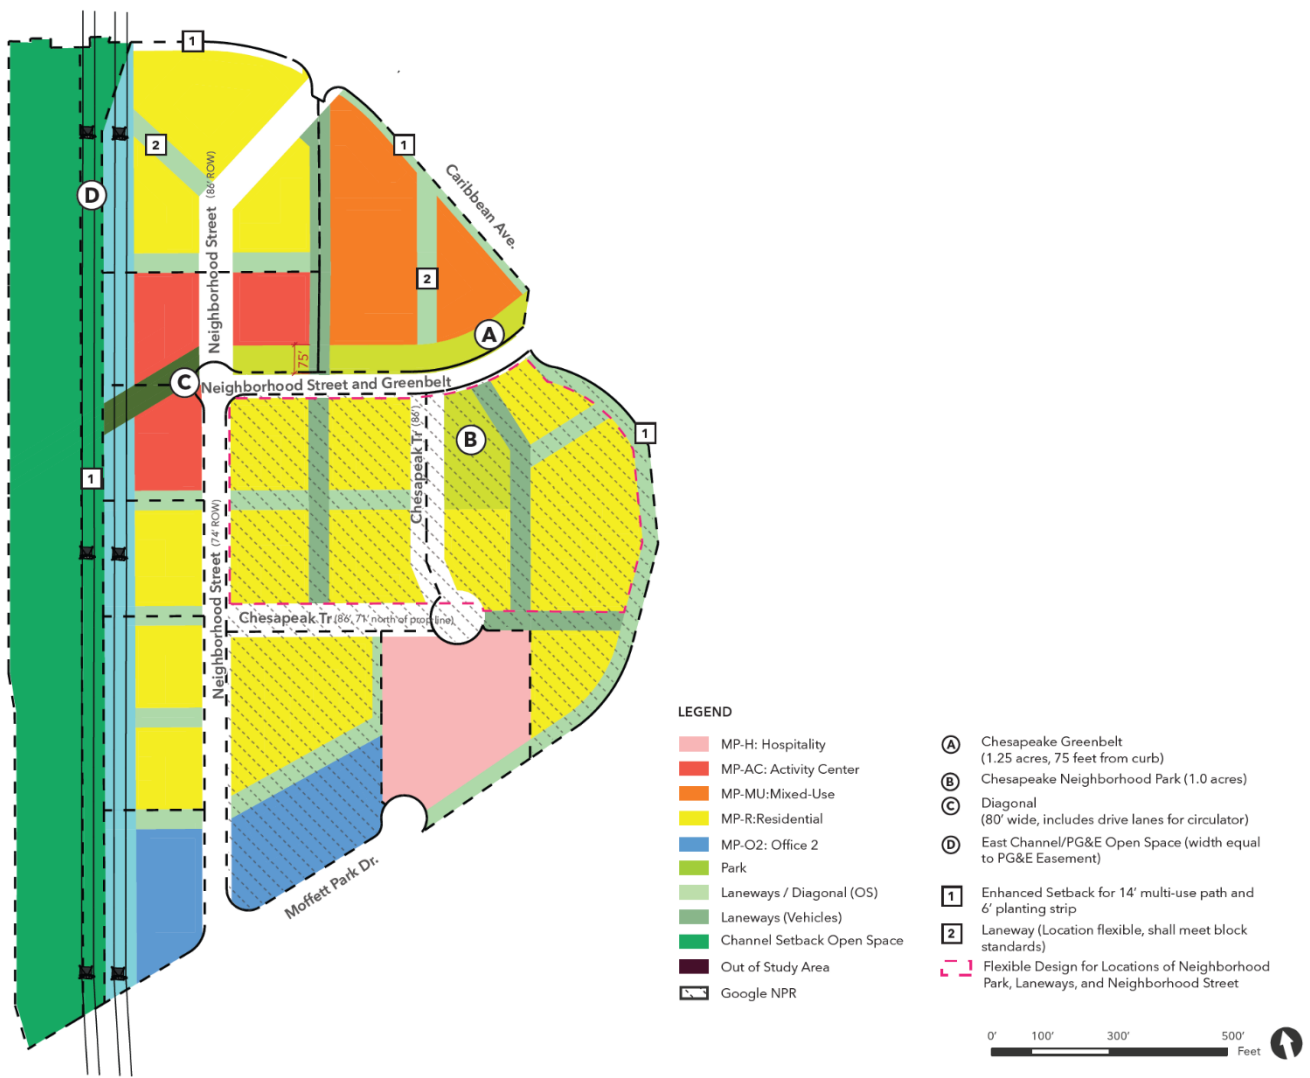 1
1
2
D
Neighborhood Street (86' ROW)
Caribbean Ave.
2
A
75'
C
Neighborhood Street and Greenbelt
B
Chesapeak Tr (86')
1
1
Neighborhood Street (74' ROW)
Chesapeak Tr (86', 71' north of prop line)
Moffett Park Dr.
LEGEND
MP-H: Hospitality
MP-AC: Activity Center
MP-MU:Mixed-Use
MP-R:Residential
MP-O2: Office 2
Park
Laneways / Diagonal (OS)
Laneways (Vehicles)
Channel Setback Open Space
Out of Study Area
Google NPR
A Chesapeake Greenbelt
(1.25 acres, 75 feet from curb)
B Chesapeake Neighborhood Park (1.0 acres)
C Diagonal
(80' wide, includes drive lanes for circulator)
D East Channel/PG&E Open Space (width equal
to PG&E Easement)
1 Enhanced Setback for 14' multi-use path and
6' planting strip
2 Laneway (Location flexible, shall meet block
standards)
Flexible Design for Locations of Neighborhood
Park, Laneways, and Neighborhood Street
0' 100' 300' 500'
Feet